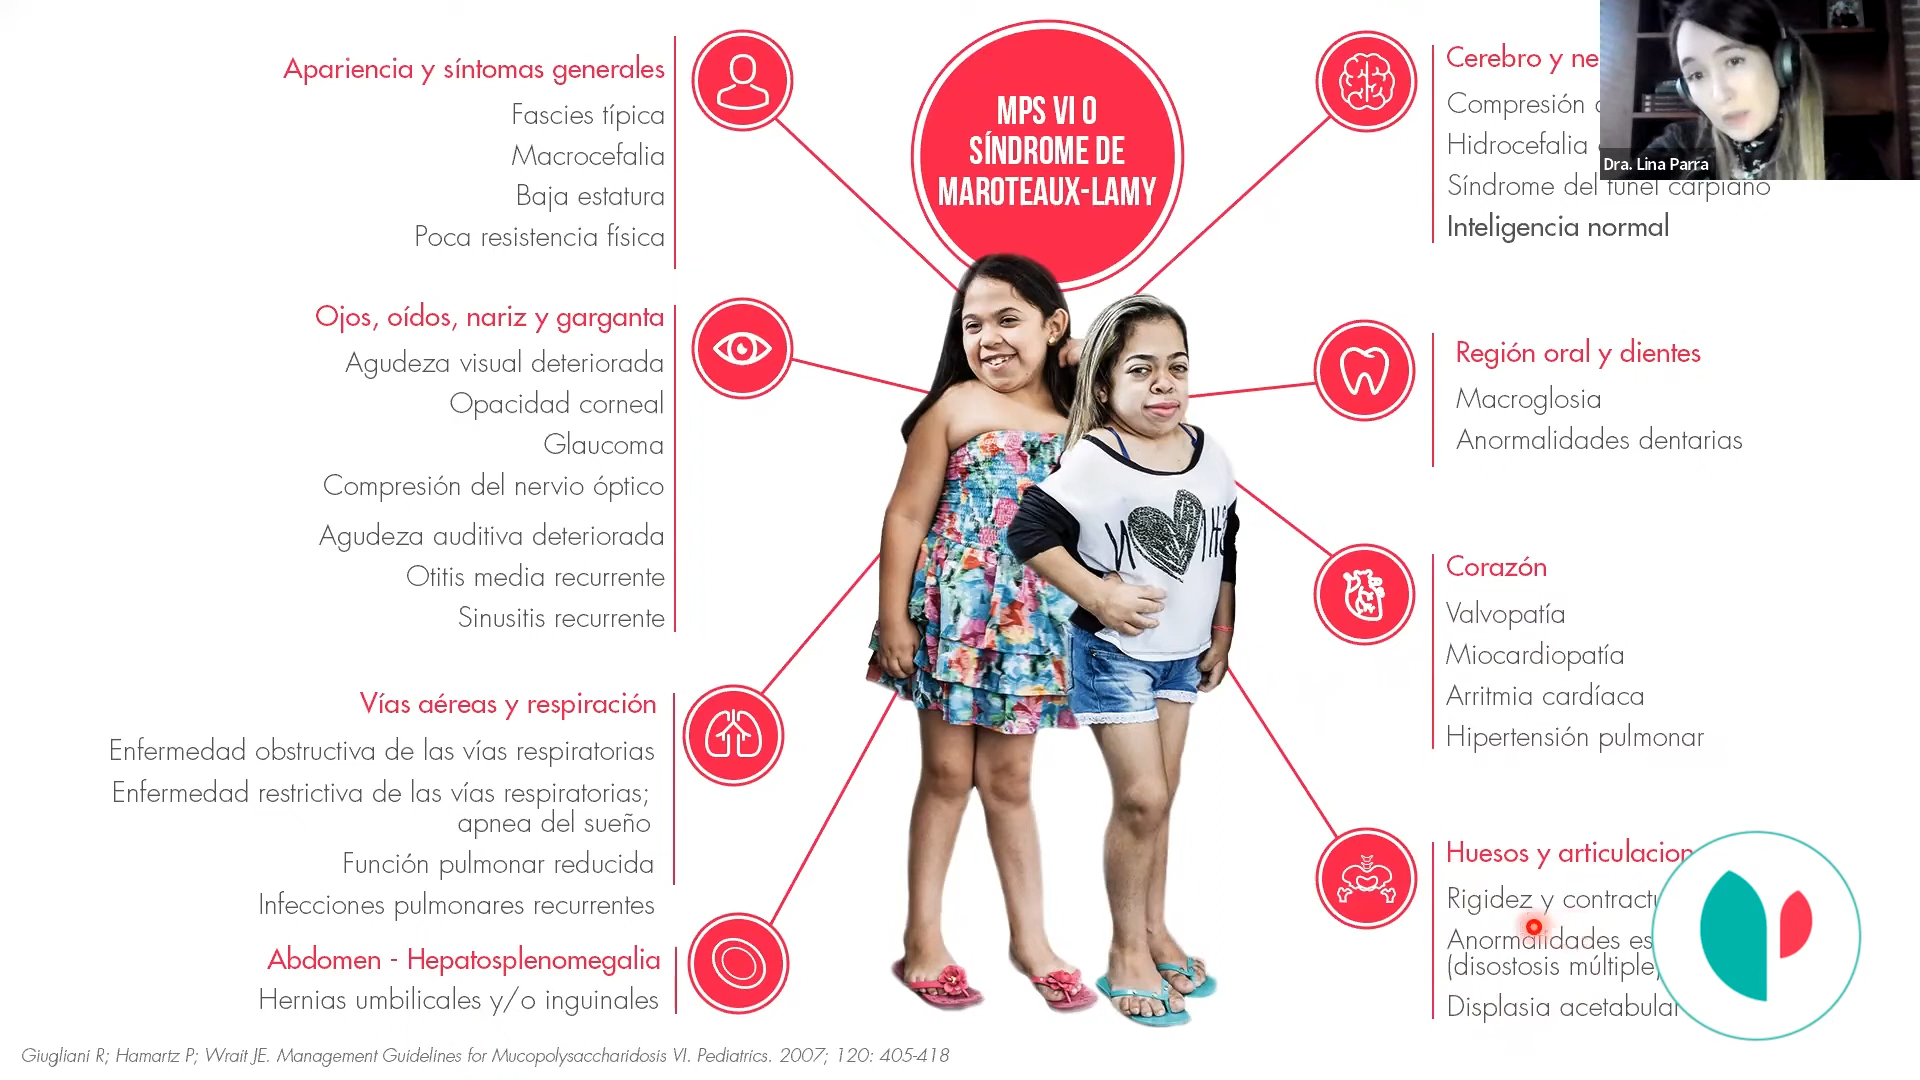 MPS VI O
SÍNDROME DE
MAROTEAUX-LAMY
Apariencia y síntomas generales
Fascies típica
Macrocefalia
Baja estatura
Poca resistencia física
Ojos, oídos, nariz y garganta
Agudeza visual deteriorada
Opacidad corneal
Glaucoma
Compresión del nervio óptico
Agudeza auditiva deteriorada
Otitis media recurrente
Sinusitis recurrente
Vías aéreas y respiración
Enfermedad obstructiva de las vías respiratorias
Enfermedad restrictiva de las vías respiratorias;
apnea del sueño
Función pulmonar reducida
Infecciones pulmonares recurrentes
Abdomen - Hepatosplenomegalia
Hernias umbilicales y/o inguinales
Cerebro y
Compresión
Hidrocefalia
Dra. Lina Parra
Síndrome del túnel carpiano
Inteligencia normal
Región oral y dientes
Macroglosia
Anormalidades dentarias
Corazón
Valvopatía
Miocardiopatía
Arritmia cardíaca
Hipertensión pulmonar
Huesos y
Rigidez y
Anormalidades
(disostosis múltiple)
Displasia acetabular
Giugliani R; Hamartz P; Wrait JE. Management Guidelines for Mucopolysaccharidosis VI. Pediatrics. 2007; 120: 405-418